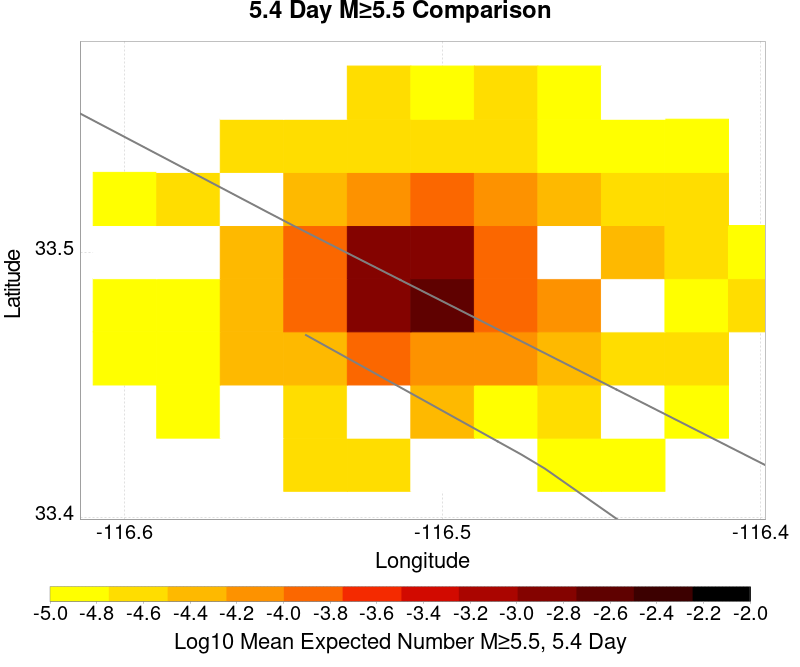 5.4 Day M≥5.5 Comparison
Latitude
33.5
33.4
-116.6 -116.5 -116.4
Longitude
-5.0 -4.8 -4.6 -4.4 -4.2 -4.0 -3.8 -3.6 -3.4 -3.2 -3.0 -2.8 -2.6 -2.4 -2.2 -2.0
Log10 Mean Expected Number M≥5.5, 5.4 Day